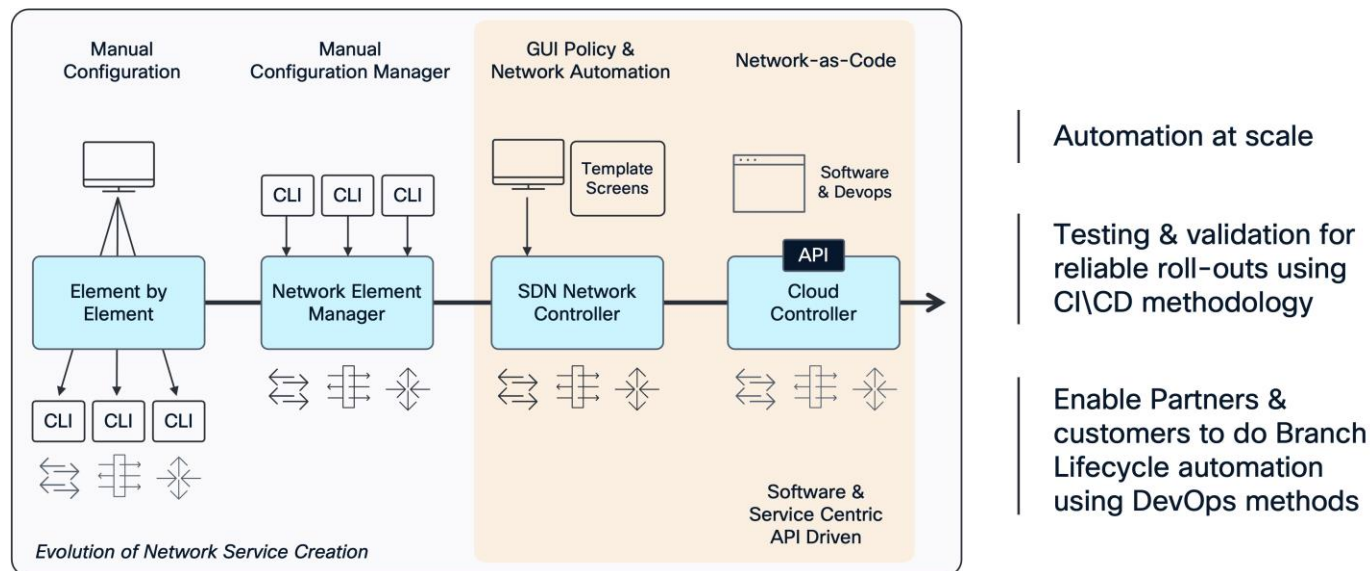 Manual
Configuration
Manual
Configuration Manager
GUI Policy &
Network Automation
Network-as-Code
Template
Screens
Software
& Devops
CLI
CLI
CLI
API
Element by
Element
Network Element
Manager
SDN Network
Controller
Cloud
Controller
CLI
CLI
CLI
Software &
Service Centric
API Driven
Evolution of Network Service Creation
Automation at scale
Testing & validation for
reliable roll-outs using
CI\CD methodology
Enable Partners &
customers to do Branch
Lifecycle automation
using DevOps methods